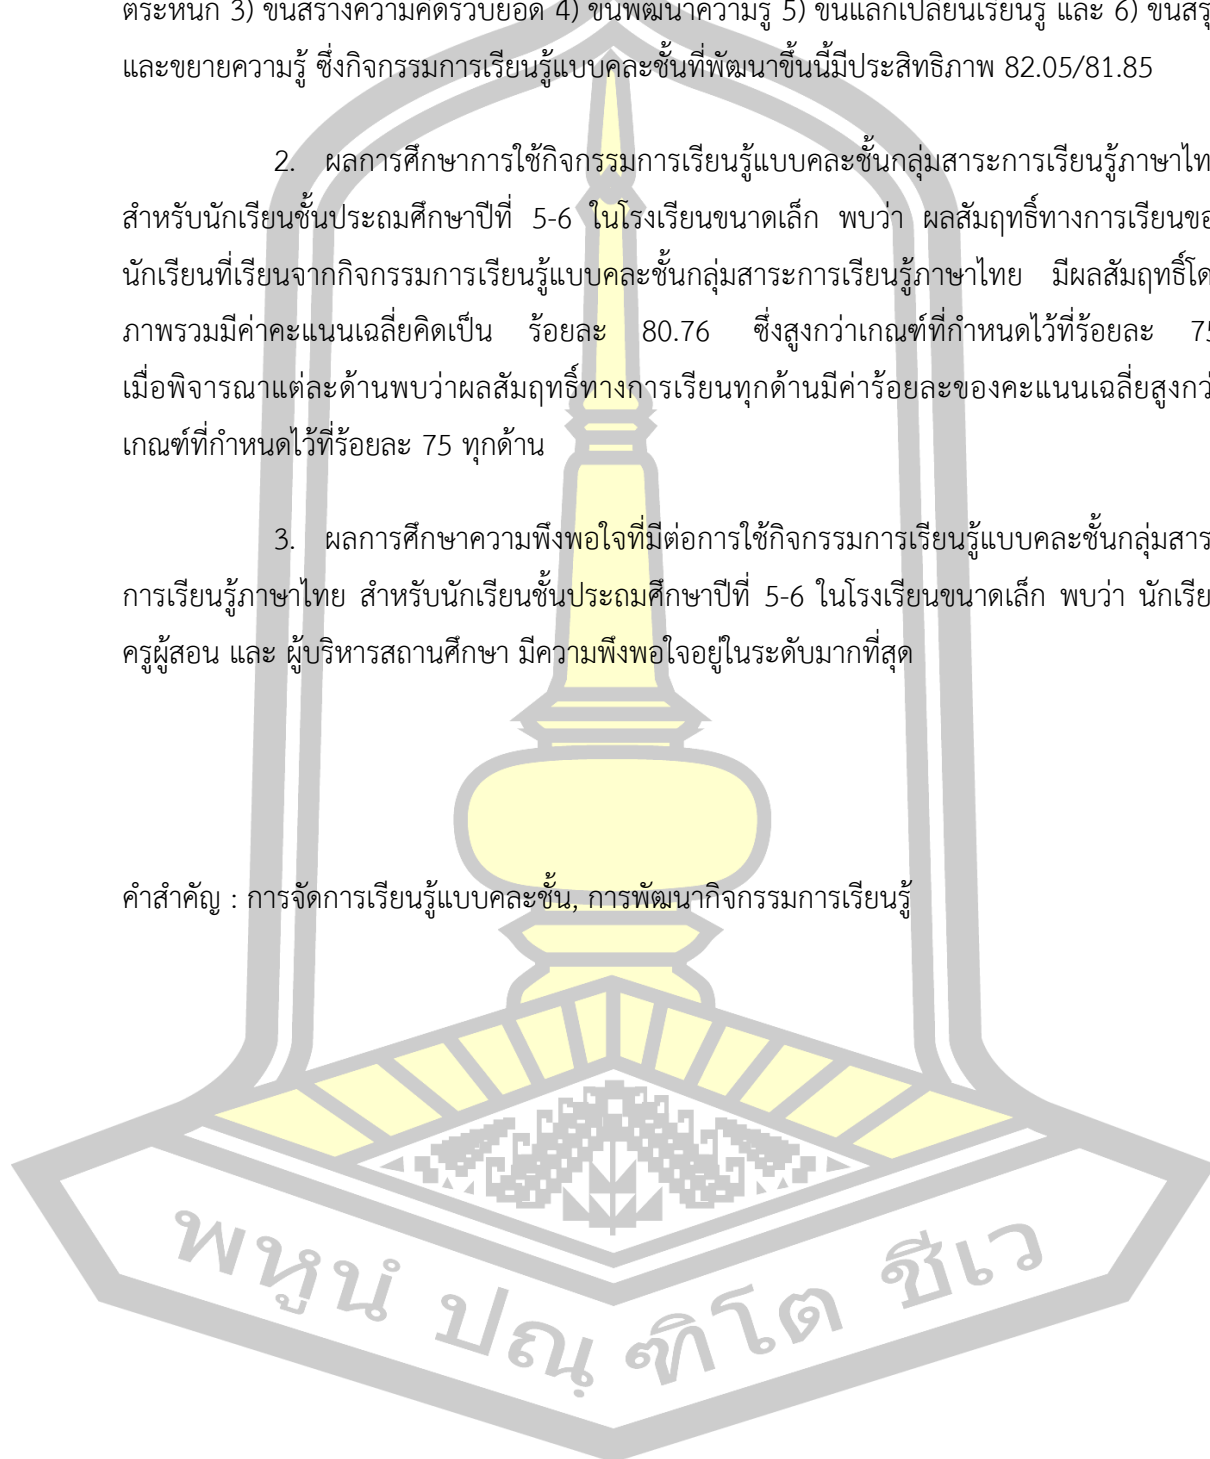 ตระหนัก 3) ขั้นสร้างความคิดรวบยอด 4) ขั้นพัฒนาความรู้ 5) ขั้นแลกเปลี่ยนเรียนรู้ และ 6) ขั้นสรุ
และขยายความรู้ ซึ่งกิจกรรมการเรียนรู้แบบคละชั้นที่พัฒนาขึ้นนี้มีประสิทธิภาพ 82.05/81.85
2. ผลการศึกษาการใช้กิจกรรมการเรียนรู้แบบคละชั้นกลุ่มสาระการเรียนรู้ภาษาไท
สำหรับนักเรียนชั้นประถมศึกษาปีที่ 5-6 ในโรงเรียนขนาดเล็ก พบว่า ผลสัมฤทธิ์ทางการเรียนขอ
นักเรียนที่เรียนจากกิจกรรมการเรียนรู้แบบคละชั้นกลุ่มสาระการเรียนรู้ภาษาไทย มีผลสัมฤทธิ์โด
ภาพรวมมีค่าคะแนนเฉลี่ยคิดเป็น ร้อยละ 80.76 ซึ่งสูงกว่าเกณฑ์ที่กำหนดไว้ที่ร้อยละ 75
เมื่อพิจารณาแต่ละด้านพบว่าผลสัมฤทธิ์ทางการเรียนทุกด้านมีค่าร้อยละของคะแนนเฉลี่ยสูงกว่
เกณฑ์ที่กำหนดไว้ที่ร้อยละ 75 ทุกด้าน
3. ผลการศึกษาความพึงพอใจที่มีต่อการใช้กิจกรรมการเรียนรู้แบบคละชั้นกลุ่มสาร
การเรียนรู้ภาษาไทย สำหรับนักเรียนชั้นประถมศึกษาปีที่ 5-6 ในโรงเรียนขนาดเล็ก พบว่า นักเรีย
ครูผู้สอน และ ผู้บริหารสถานศึกษา มีความพึงพอใจอยู่ในระดับมากที่สุด
คำสำคัญ : การจัดการเรียนรู้แบบคละชั้น, การพัฒนากิจกรรมการเรียนรู้
พหูนํ ปณฺฑิโต ชีเว